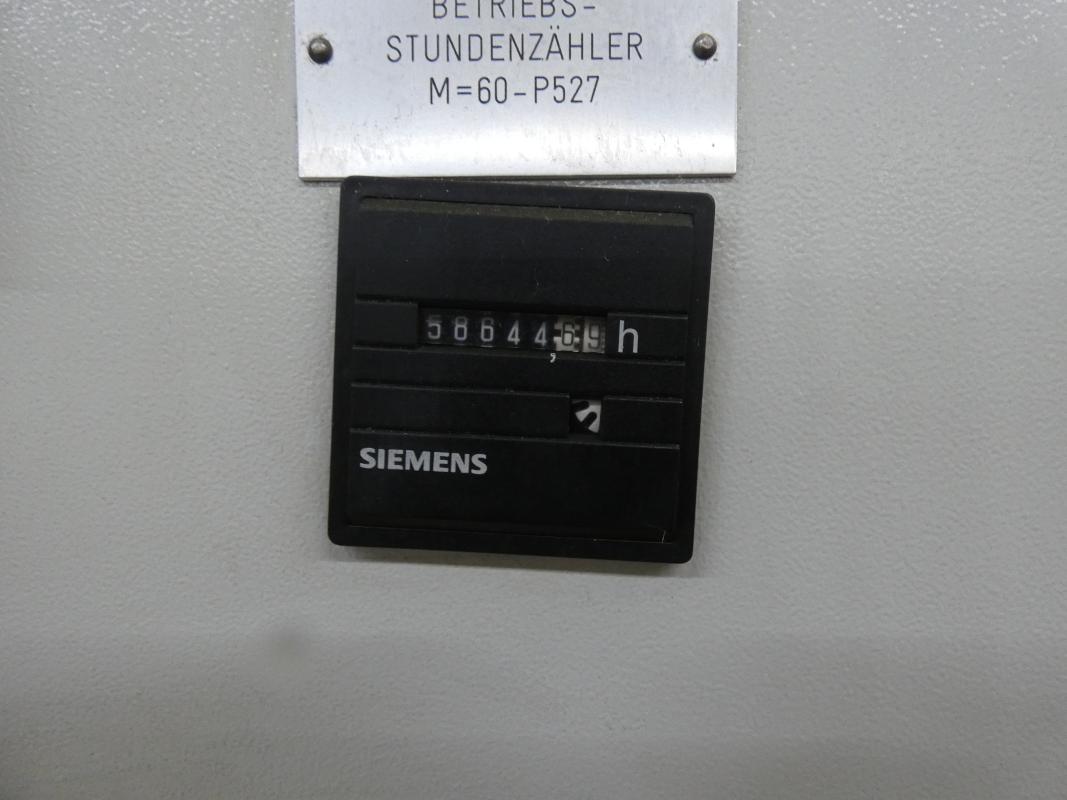 BETRIEBS-
STUNDENZÄHLER
M=60-P527
58644,69 h
SIEMENS